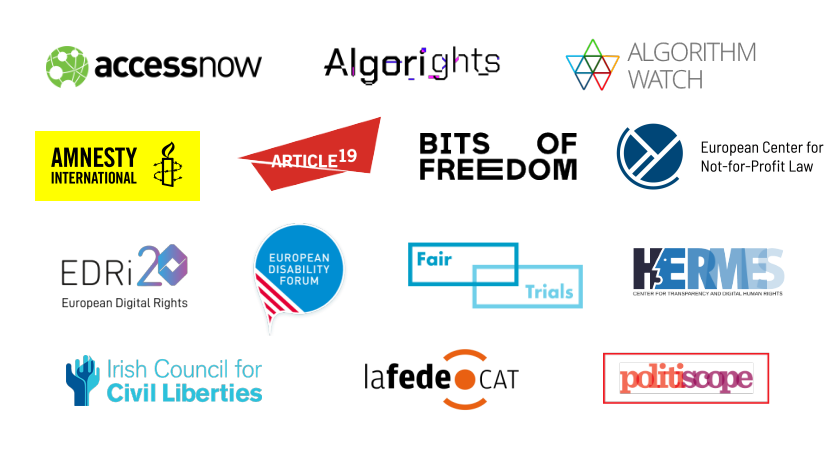 accessnow
Algorights
ALGORITHM
WATCH
AMNESTY
INTERNATIONAL
ARTICLE 19
BITS OF
FREEDOM
European Center for
Not-for-Profit Law
EDRi20
European Digital Rights
EUROPEAN
DISABILITY
FORUM
Fair
Trials
HERMES
CENTER FOR TRANSPARENCY AND DIGITAL HUMAN RIGHTS
Irish Council for
Civil Liberties
lafede CAT
politiscope